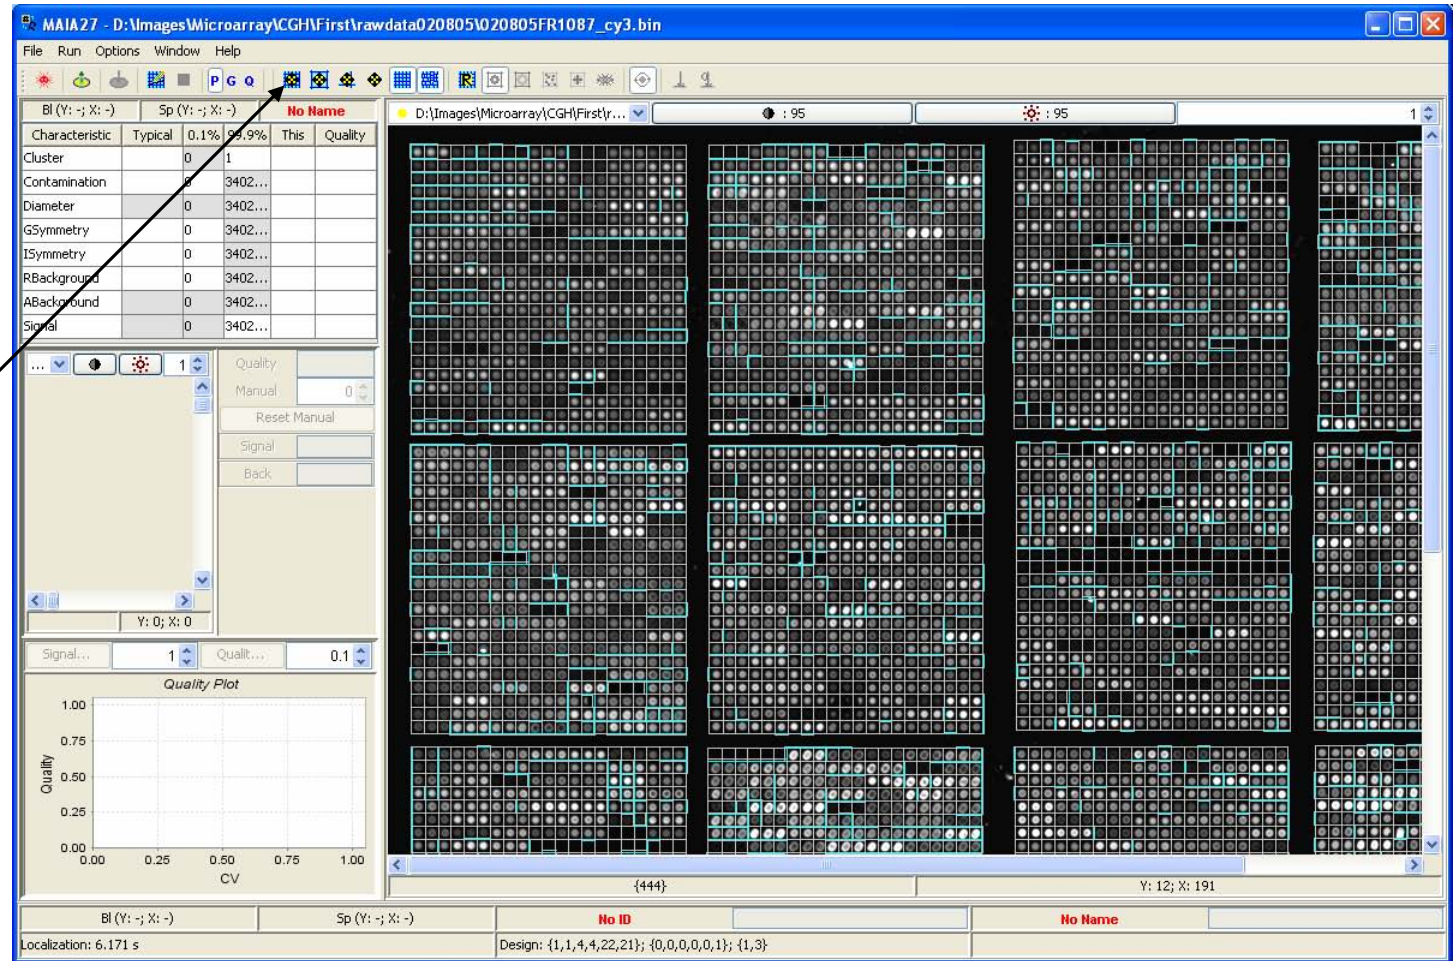 MAIA27 - D:\Images\Microarray\CGH\First\rawdata020805\020805FR1087_cy3.bin
File Run Options Window Help
P G Q R
Bl (Y: -; X: -) Sp (Y: -; X: -) No Name
D:\Images\Microarray\CGH\First\r... : 95 : 95 1
Characteristic Typical 0.1% 99.9% This Quality
Cluster 0 1
Contamination 0 3402...
Diameter 0 3402...
GSymmetry 0 3402...
ISymmetry 0 3402...
RBackground 0 3402...
ABackground 0 3402...
Signal 0 3402...
... 1 Quality
Manual 0
Reset Manual
Signal
Back
Y: 0; X: 0
Signal... 1 Qualit... 0.1
Quality Plot
1.00
0.75
0.50
0.25
0.00
Quality
0.00 0.25 0.50 0.75 1.00
CV
{444} Y: 12; X: 191
Bl (Y: -; X: -) Sp (Y: -; X: -) No ID No Name
Localization: 6.171 s Design: {1,1,4,4,22,21}; {0,0,0,0,0,1}; {1,3}